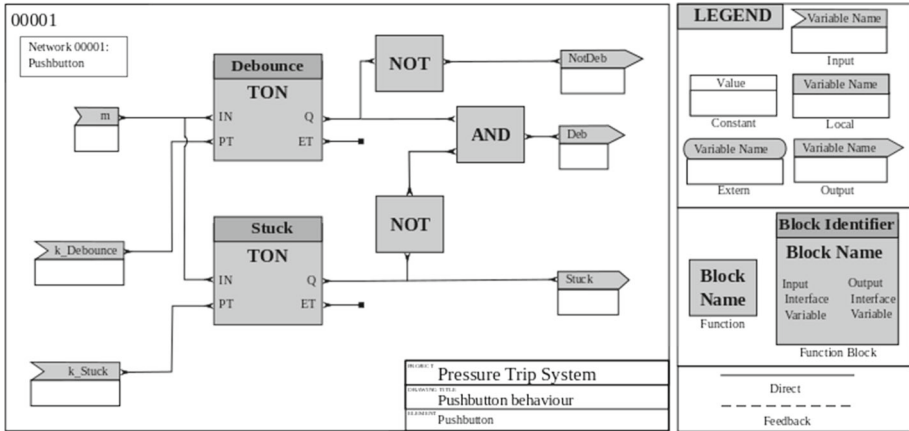 00001
Network 00001:
Pushbutton
Debounce
TON
IN
Q
PT
ET
m
NOT
NotDeb
AND
Deb
NOT
k_Debounce
Stuck
TON
IN
Q
PT
ET
Stuck
k_Stuck
PROJECT
Pressure Trip System
DRAWING TITLE
Pushbutton behaviour
ELEMENT
Pushbutton
LEGEND
Variable Name
Input
Value
Constant
Variable Name
Local
Variable Name
Extern
Variable Name
Output
Block
Name
Function
Block Identifier
Block Name
Input
Interface
Variable
Output
Interface
Variable
Function Block
Direct
Feedback